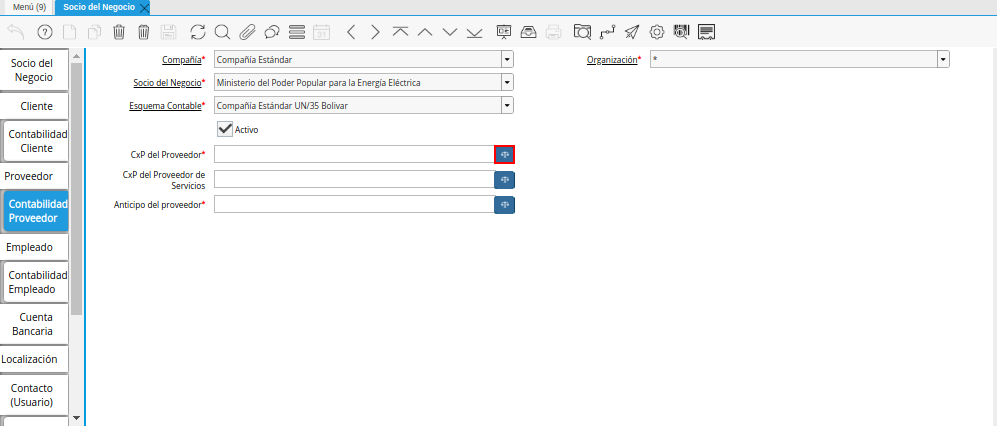 Menú (9)
Socio del Negocio
Socio del
Negocio
Cliente
Contabilidad
Cliente
Proveedor
Contabilidad
Proveedor
Empleado
Contabilidad
Empleado
Cuenta
Bancaria
Localización
Contacto
(Usuario)
Compañía*
Compañía Estándar
Organización*
*
Socio del Negocio*
Ministerio del Poder Popular para la Energía Eléctrica
Esquema Contable*
Compañía Estándar UN/35 Bolivar
Activo
CxP del Proveedor*
CxP del Proveedor de
Servicios
Anticipo del proveedor*